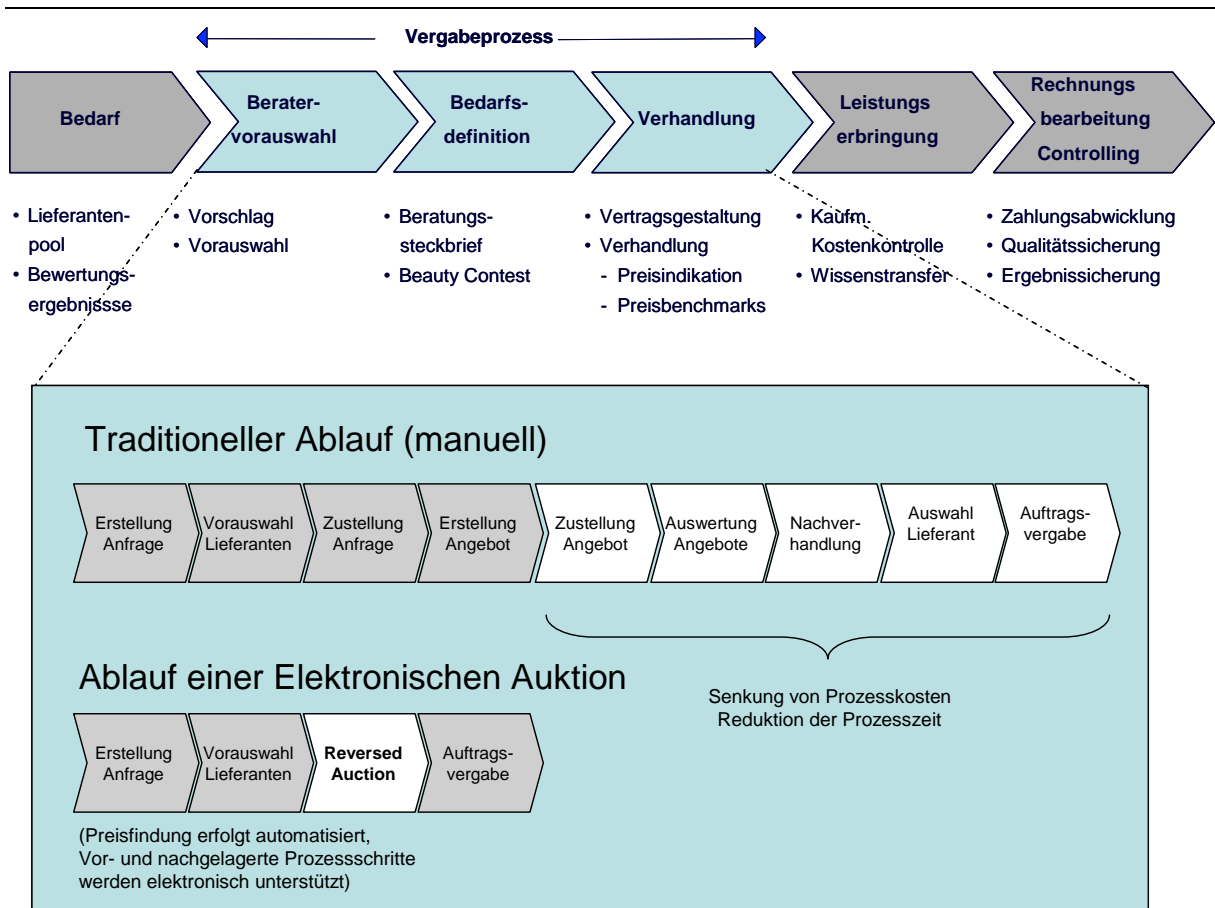 Vergabeprozess
Bedarf
Berater-
vorauswahl
Bedarfs-
definition
Verhandlung
Leistungs
erbringung
Rechnungs
bearbeitung
Controlling
• Lieferanten-
pool
• Bewertungs-
ergebnissse
• Vorschlag
• Vorauswahl
• Beratungs-
steckbrief
• Beauty Contest
• Vertragsgestaltung
• Verhandlung
- Preisindikation
- Preisbenchmarks
• Kaufm.
Kostenkontrolle
• Wissenstransfer
• Zahlungsabwicklung
• Qualitätssicherung
• Ergebnissicherung
Traditioneller Ablauf (manuell)
Erstellung
Anfrage
Vorauswahl
Lieferanten
Zustellung
Anfrage
Erstellung
Angebot
Zustellung
Angebot
Auswertung
Angebote
Nachver-
handlung
Auswahl
Lieferant
Auftrags-
vergabe
Senkung von Prozesskosten
Reduktion der Prozesszeit
Ablauf einer Elektronischen Auktion
Erstellung
Anfrage
Vorauswahl
Lieferanten
Reversed
Auction
Auftrags-
vergabe
(Preisfindung erfolgt automatisiert,
Vor- und nachgelagerte Prozessschritte
werden elektronisch unterstützt)